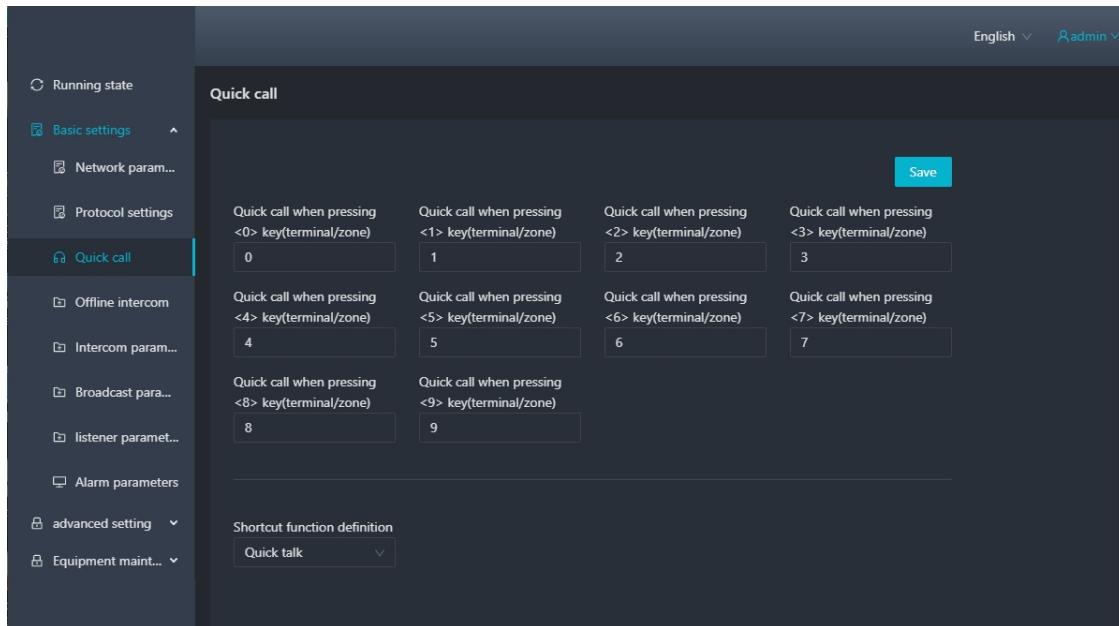 English
admin
Running state
Basic settings
Network param...
Protocol settings
Quick call
Offline intercom
Intercom param...
Broadcast para...
listener paramet...
Alarm parameters
advanced setting
Equipment maint...
Quick call
Save
Quick call when pressing
<0> key(terminal/zone)
0
Quick call when pressing
<1> key(terminal/zone)
1
Quick call when pressing
<2> key(terminal/zone)
2
Quick call when pressing
<3> key(terminal/zone)
3
Quick call when pressing
<4> key(terminal/zone)
4
Quick call when pressing
<5> key(terminal/zone)
5
Quick call when pressing
<6> key(terminal/zone)
6
Quick call when pressing
<7> key(terminal/zone)
7
Quick call when pressing
<8> key(terminal/zone)
8
Quick call when pressing
<9> key(terminal/zone)
9
Shortcut function definition
Quick talk